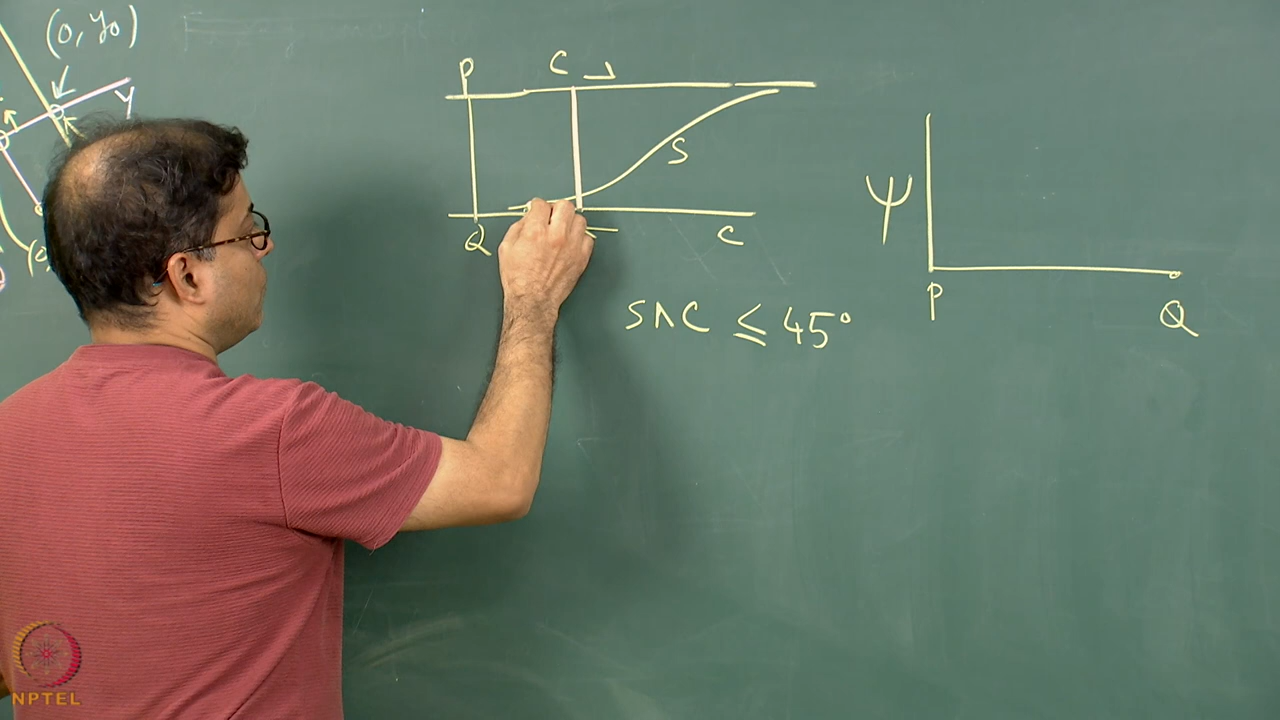 (0, y₀)
Y
P C
S
Q C
S∧C ≤ 45°
Ψ
P Q
NPTEL